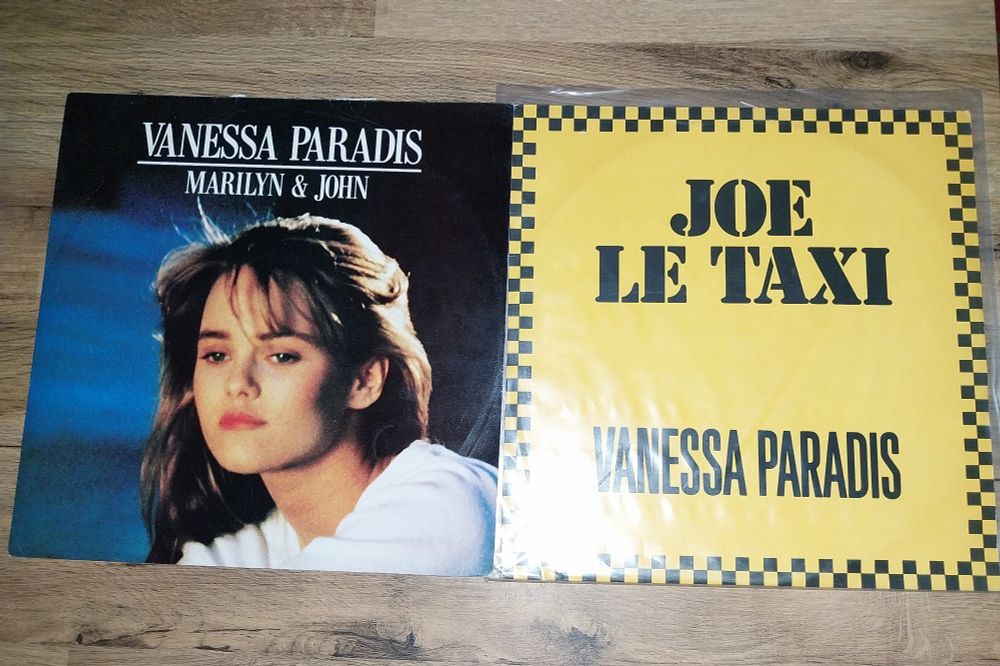 VANESSA PARADIS
MARILYN & JOHN
JOE
LE TAXI
VANESSA PARADIS